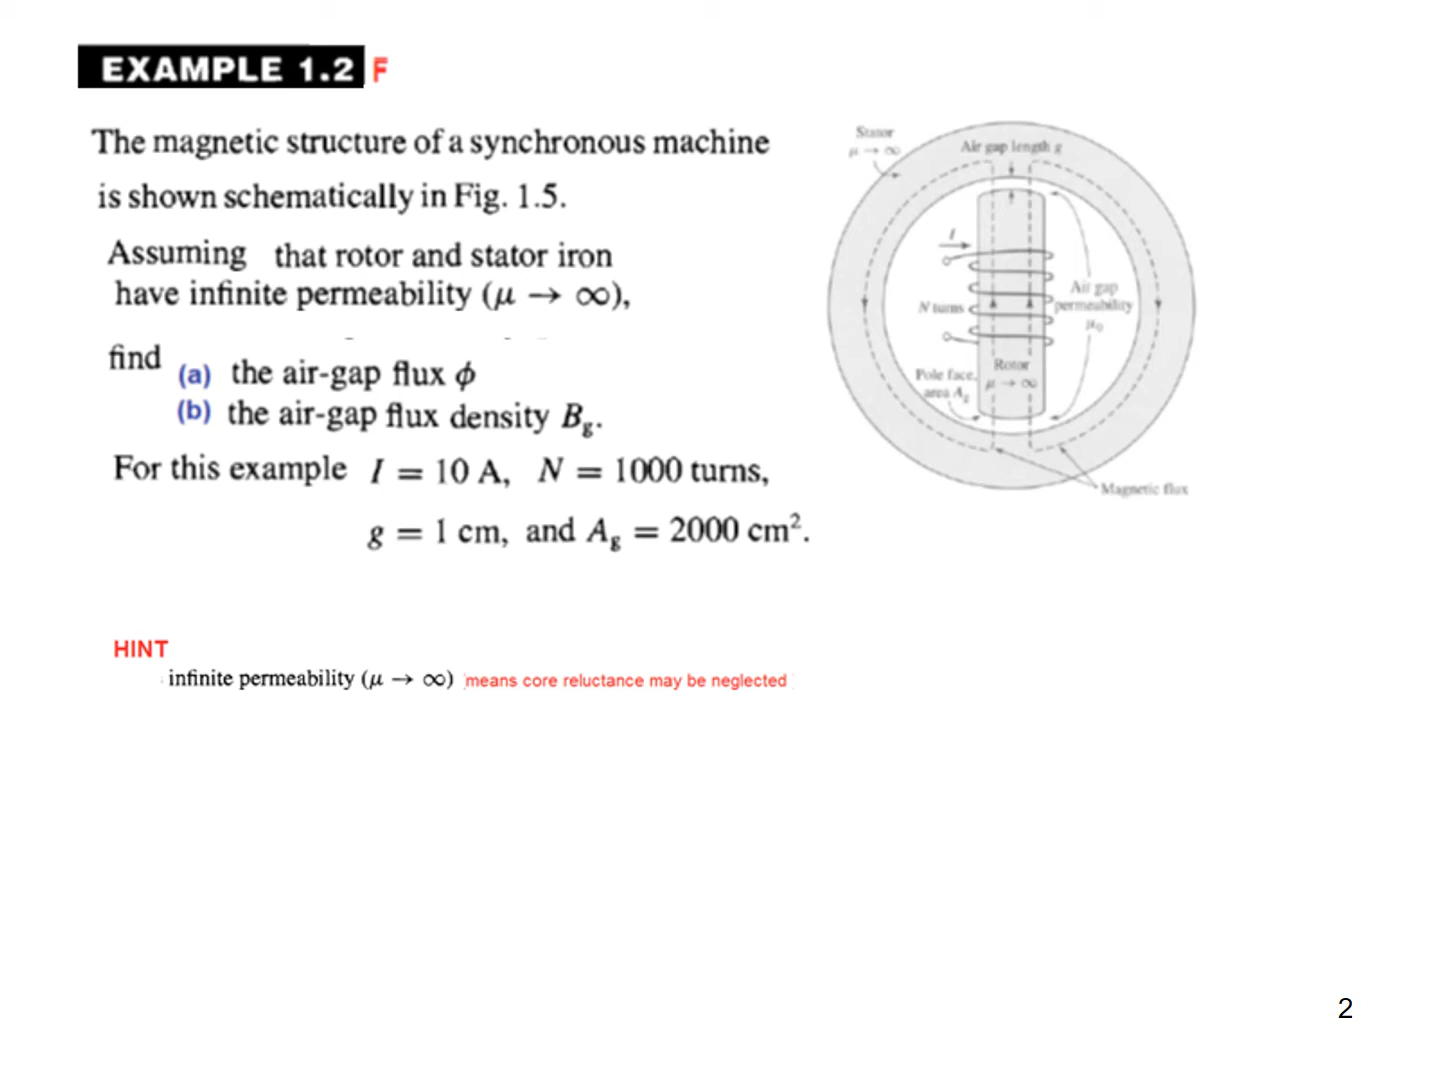 EXAMPLE 1.2 F
The magnetic structure of a synchronous machine
is shown schematically in Fig. 1.5.
Assuming that rotor and stator iron
have infinite permeability (μ → ∞),
find
(a) the air-gap flux ϕ
(b) the air-gap flux density Bg.
For this example I = 10 A, N = 1000 turns,
g = 1 cm, and Ag = 2000 cm².
Stator
μ → ∞
Air gap length g
I
N turns
Air gap
permeability
μ0
Pole face,
area Ag
Rotor
μ → ∞
Magnetic flux
HINT
infinite permeability (μ → ∞) means core reluctance may be neglected
2